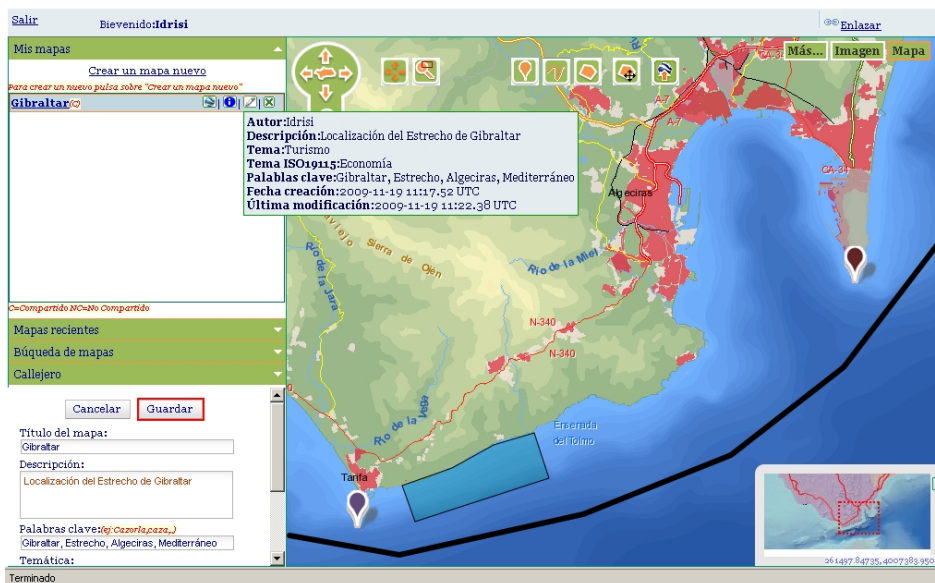 Salir
Bievenido:Idrisi
Enlazar
Mis mapas
Crear un mapa nuevo
Para crear un nuevo pulsa sobre "Crear un mapa nuevo"
Gibraltar(C)
Autor:Idrisi
Descripción:Localización del Estrecho de Gibraltar
Tema:Turismo
Tema ISO19115:Economía
Palablas clave:Gibraltar, Estrecho, Algeciras, Mediterráneo
Fecha creación:2009-11-19 11:17.52 UTC
Última modificación:2009-11-19 11:22.38 UTC
C=Compartido NC=No Compartido
Mapas recientes
Búqueda de mapas
Callejero
Cancelar
Guardar
Título del mapa:
Gibraltar
Descripción:
Localización del Estrecho de Gibraltar
Palabras clave:(ej:Cazorla,caza,,)
Gibraltar, Estrecho, Algeciras, Mediterráneo
Temática:
Terminado
Más...
Imagen
Mapa
A-7
A-7
CA-34
Algeciras
Sierra de Ojén
Río de la Jara
Río de la Miel
N-340
N-340
Río de la Vega
Ensenada
del Tolmo
Tarifa
261497.84735,4007383.950